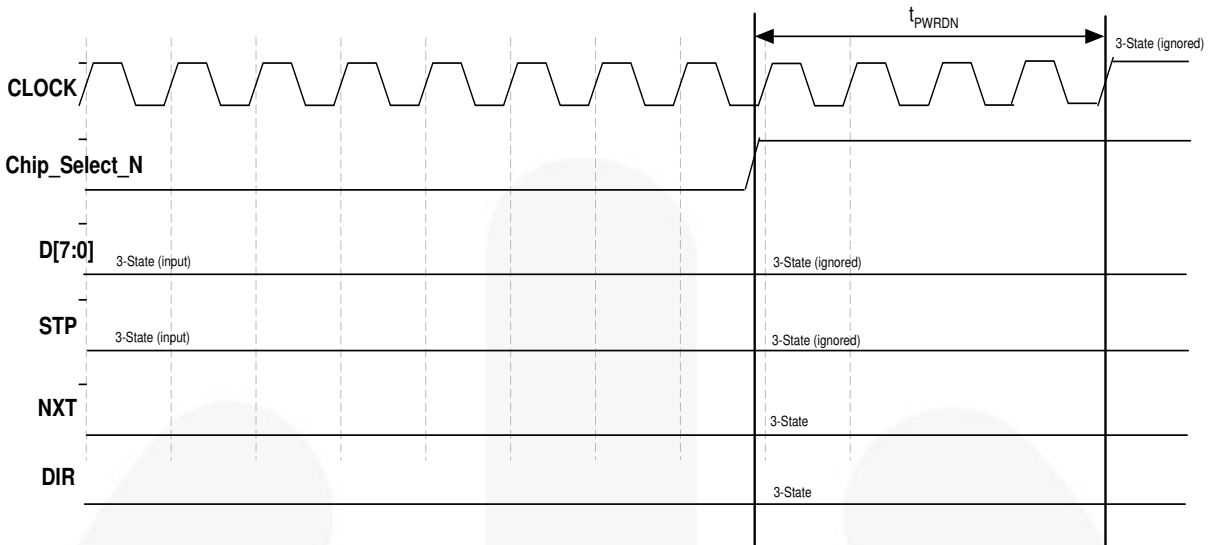 tPWRDN
3-State (ignored)
CLOCK
Chip_Select_N
D[7:0]
3-State (input)
3-State (ignored)
STP
3-State (input)
3-State (ignored)
NXT
3-State
DIR
3-State